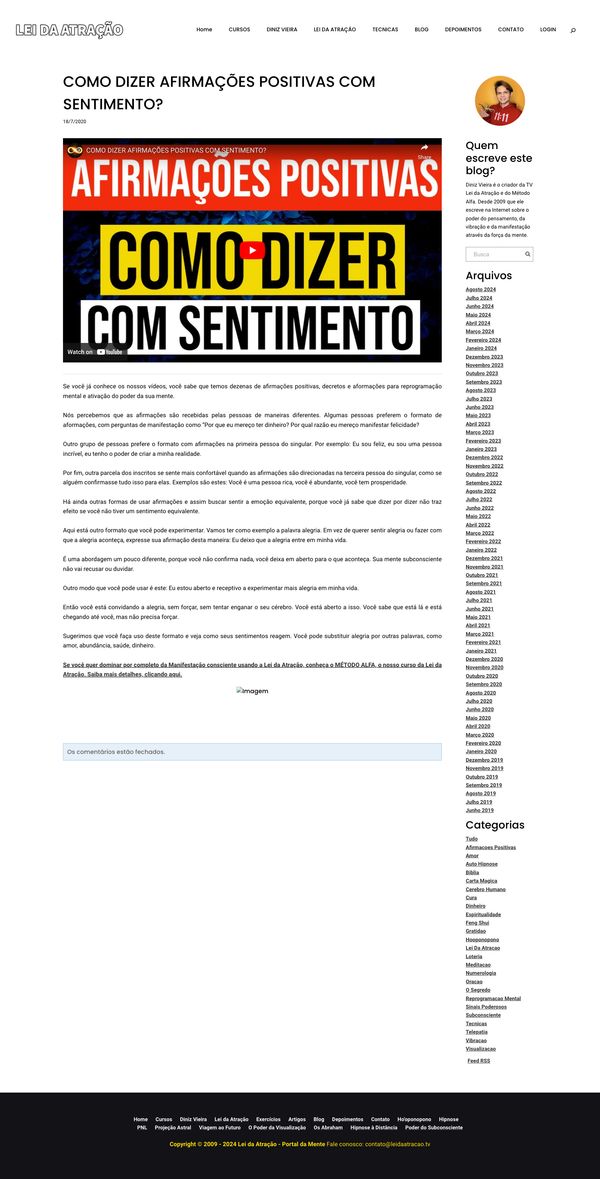 LEI DA ATRAÇÃO
Home CURSOS DINIZ VIEIRA LEI DA ATRAÇÃO TECNICAS BLOG DEPOIMENTOS CONTATO LOGIN
COMO DIZER AFIRMAÇÕES POSITIVAS COM
SENTIMENTO?
18/7/2020
COMO DIZER AFIRMAÇÕES POSITIVAS COM SENTIMENTO?
Share
AFIRMAÇÕES POSITIVAS
COMO DIZER
COM SENTIMENTO
Watch on YouTube
Se você já conhece os nossos vídeos, você sabe que temos dezenas de afirmações positivas, decretos e aformações para reprogramação
mental e ativação do poder da sua mente.
Nós percebemos que as afirmações são recebidas pelas pessoas de maneiras diferentes. Algumas pessoas preferem o formato de
aformações, com perguntas de manifestação como "Por que eu mereço ter dinheiro? Por qual razão eu mereço manifestar felicidade?
Outro grupo de pessoas prefere o formato com afirmações na primeira pessoa do singular. Por exemplo: Eu sou feliz, eu sou uma pessoa
incrível, eu tenho o poder de criar a minha realidade.
Por fim, outra parcela dos inscritos se sente mais confortável quando as afirmações são direcionadas na terceira pessoa do singular, como se
alguém confirmasse tudo isso para elas. Exemplos são estes: Você é uma pessoa rica, você é abundante, você tem prosperidade.
Há ainda outras formas de usar afirmações e assim buscar sentir a emoção equivalente, porque você já sabe que dizer por dizer não traz
efeito se você não tiver um sentimento equivalente.
Aqui está outro formato que você pode experimentar. Vamos ter como exemplo a palavra alegria. Em vez de querer sentir alegria ou fazer com
que a alegria aconteça, expresse sua afirmação desta maneira: Eu deixo que a alegria entre em minha vida.
É uma abordagem um pouco diferente, porque você não confirma nada, você deixa em aberto para o que aconteça. Sua mente subconsciente
não vai recusar ou duvidar.
Outro modo que você pode usar é este: Eu estou aberto e receptivo a experimentar mais alegria em minha vida.
Então você está convidando a alegria, sem forçar, sem tentar enganar o seu cérebro. Você está aberto a isso. Você sabe que está lá e está
chegando até você, mas não precisa forçar.
Sugerimos que você faça uso deste formato e veja como seus sentimentos reagem. Você pode substituir alegria por outras palavras, como
amor, abundância, saúde, dinheiro.
Se você quer dominar por completo da Manifestação consciente usando a Lei da Atração, conheça o MÉTODO ALFA, o nosso curso da Lei da
Atração. Saiba mais detalhes, clicando aqui.
Imagem
Os comentários estão fechados.
11:11
Quem
escreve este
blog?
Diniz Vieira é o criador da TV
Lei da Atração e do Método
Alfa. Desde 2009 que ele
escreve na Internet sobre o
poder do pensamento, da
vibração e da manifestação
através da força da mente.
Busca
Arquivos
Agosto 2024
Julho 2024
Junho 2024
Maio 2024
Abril 2024
Março 2024
Fevereiro 2024
Janeiro 2024
Dezembro 2023
Novembro 2023
Outubro 2023
Setembro 2023
Agosto 2023
Julho 2023
Junho 2023
Maio 2023
Abril 2023
Março 2023
Fevereiro 2023
Janeiro 2023
Dezembro 2022
Novembro 2022
Outubro 2022
Setembro 2022
Agosto 2022
Julho 2022
Junho 2022
Maio 2022
Abril 2022
Março 2022
Fevereiro 2022
Janeiro 2022
Dezembro 2021
Novembro 2021
Outubro 2021
Setembro 2021
Agosto 2021
Julho 2021
Junho 2021
Maio 2021
Abril 2021
Março 2021
Fevereiro 2021
Janeiro 2021
Dezembro 2020
Novembro 2020
Outubro 2020
Setembro 2020
Agosto 2020
Julho 2020
Junho 2020
Maio 2020
Abril 2020
Março 2020
Fevereiro 2020
Janeiro 2020
Dezembro 2019
Novembro 2019
Outubro 2019
Setembro 2019
Agosto 2019
Julho 2019
Junho 2019
Categorias
Tudo
Afirmacoes Positivas
Amor
Auto Hipnose
Biblia
Carta Magica
Cerebro Humano
Cura
Dinheiro
Espiritualidade
Feng Shui
Gratidao
Hooponopono
Lei Da Atracao
Loteria
Meditacao
Numerologia
Oracao
O Segredo
Reprogramacao Mental
Sinais Poderosos
Subconsciente
Tecnicas
Telepatia
Vibracao
Visualizacao
Feed RSS
Home Cursos Diniz Vieira Lei da Atração Exercícios Artigos Blog Depoimentos Contato Ho'oponopono Hipnose
PNL Projeção Astral Viagem ao Futuro O Poder da Visualização Os Abraham Hipnose à Distância Poder do Subconsciente
Copyright © 2009 - 2024 Lei da Atração - Portal da Mente Fale conosco: contato@leidaatracao.tv